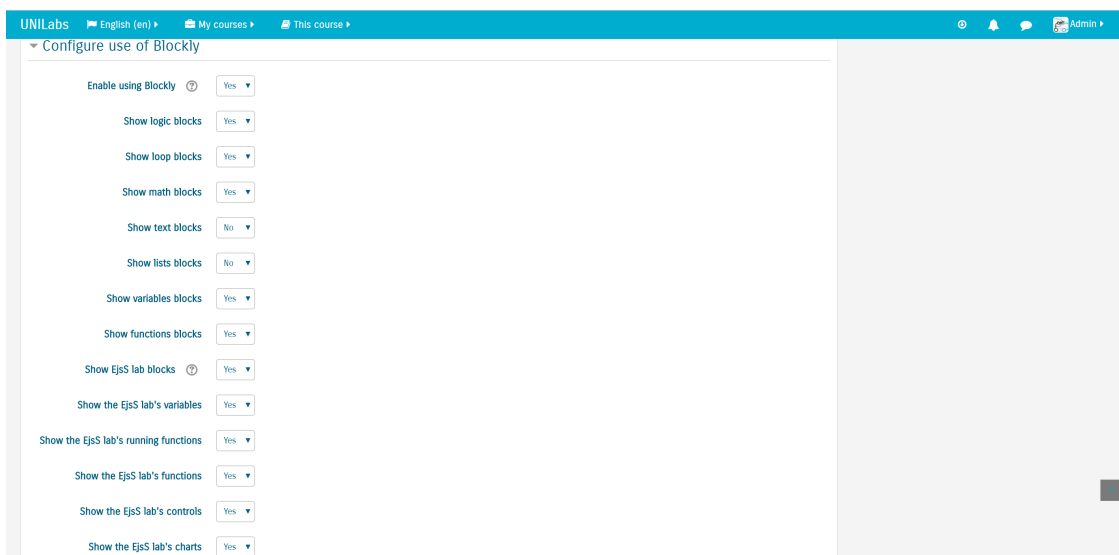 UNILabs English (en) My courses This course Admin
Configure use of Blockly
Enable using Blockly Yes
Show logic blocks Yes
Show loop blocks Yes
Show math blocks Yes
Show text blocks No
Show lists blocks No
Show variables blocks Yes
Show functions blocks Yes
Show EjsS lab blocks Yes
Show the EjsS lab's variables Yes
Show the EjsS lab's running functions Yes
Show the EjsS lab's functions Yes
Show the EjsS lab's controls Yes
Show the EjsS lab's charts Yes